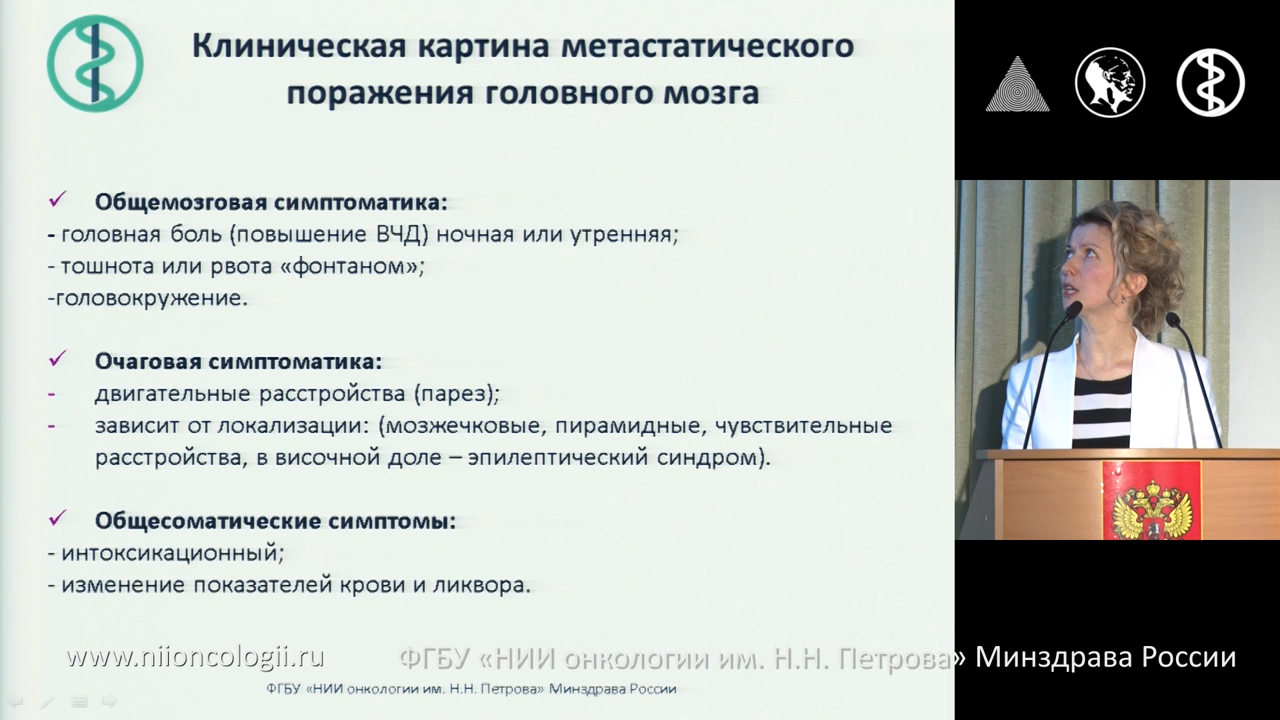 Клиническая картина метастатического
поражения головного мозга
Общемозговая симптоматика:
- головная боль (повышение ВЧД) ночная или утренняя;
- тошнота или рвота «фонтаном»;
-головокружение.
Очаговая симптоматика:
- двигательные расстройства (парез);
- зависит от локализации: (мозжечковые, пирамидные, чувствительные
расстройства, в височной доле – эпилептический синдром).
Общесоматические симптомы:
- интоксикационный;
- изменение показателей крови и ликвора.
www.niioncologii.ru
ФГБУ «НИИ онкологии им. Н.Н. Петрова» Минздрава России
ФГБУ «НИИ онкологии им. Н.Н. Петрова» Минздрава России